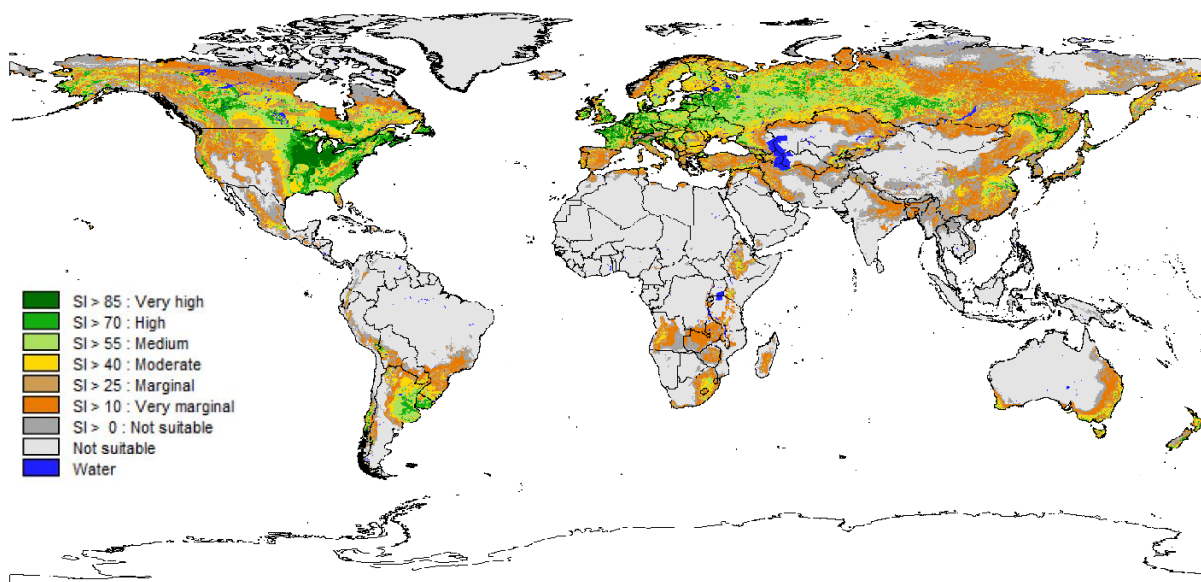 SI > 85 : Very high
SI > 70 : High
SI > 55 : Medium
SI > 40 : Moderate
SI > 25 : Marginal
SI > 10 : Very marginal
SI > 0 : Not suitable
Not suitable
Water